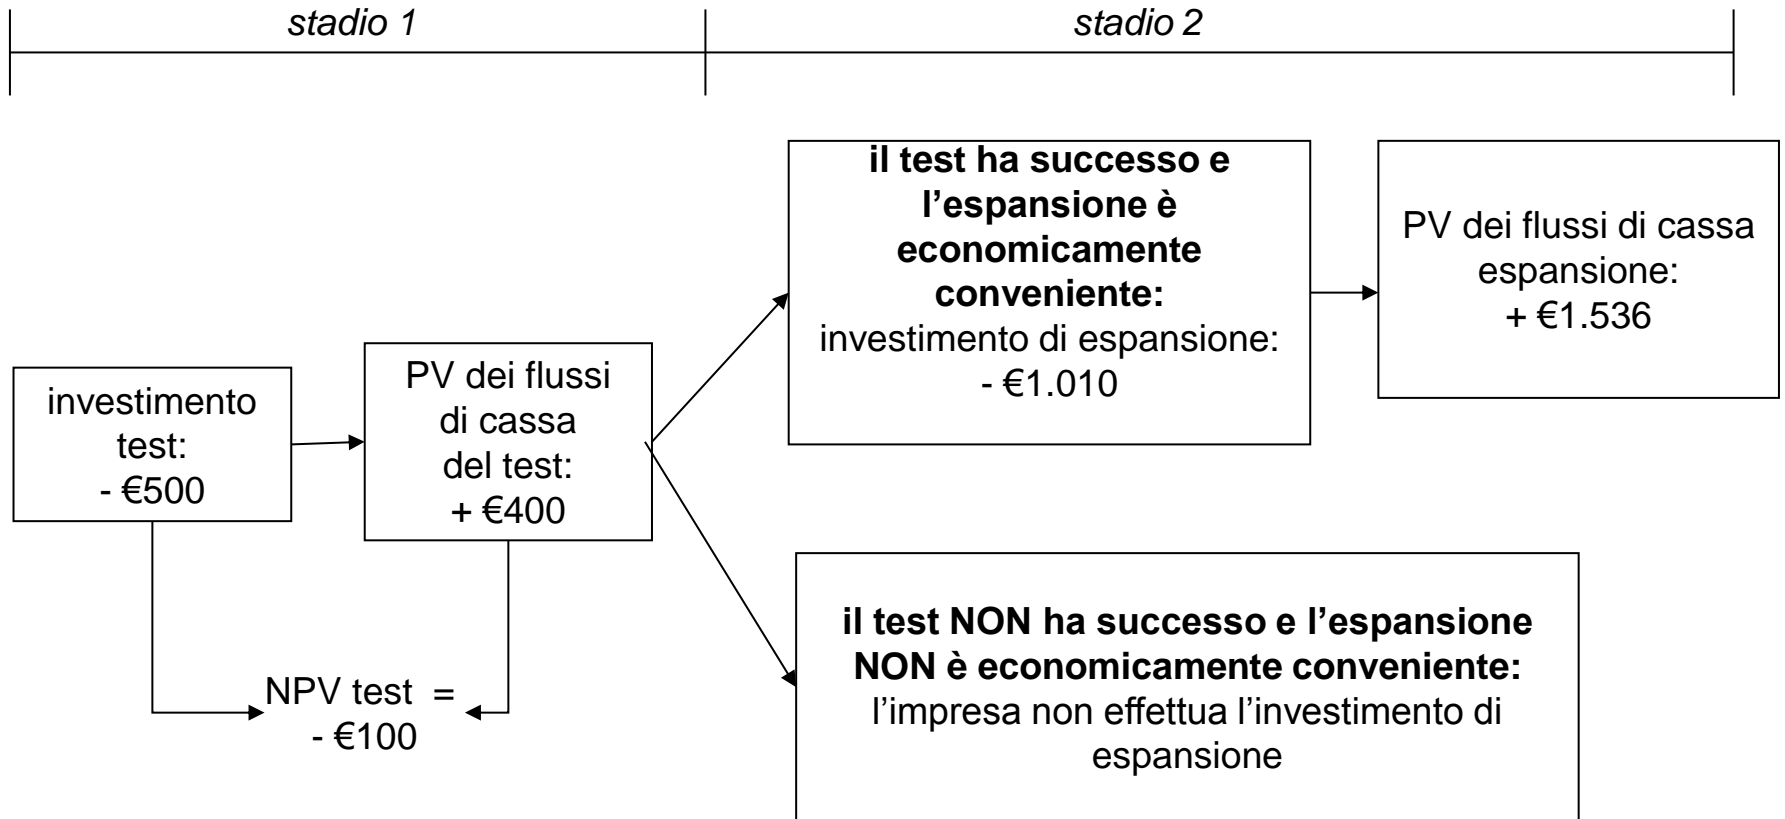 stadio 1
stadio 2
il test ha successo e
l’espansione è
economicamente
conveniente:
investimento di espansione:
- €1.010
PV dei flussi di cassa
espansione:
+ €1.536
investimento
test:
- €500
PV dei flussi
di cassa
del test:
+ €400
NPV test =
- €100
il test NON ha successo e l’espansione
NON è economicamente conveniente:
l’impresa non effettua l’investimento di
espansione